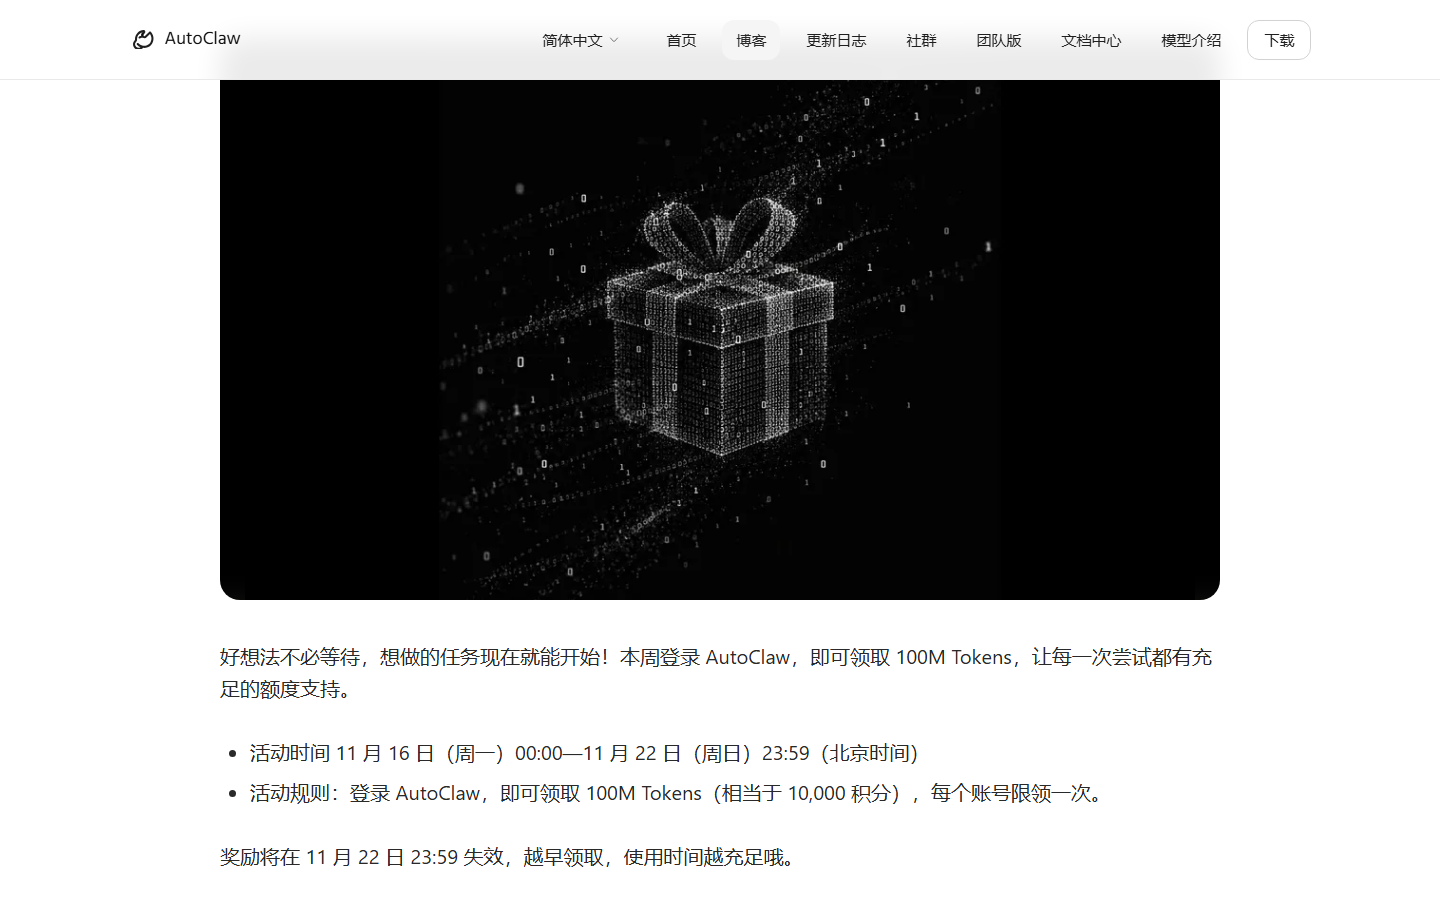 AutoClaw
简体中文
首页
博客
更新日志
社群
团队版
文档中心
模型介绍
下载
好想法不必等待，想做的任务现在就能开始！本周登录 AutoClaw，即可领取 100M Tokens，让每一次尝试都有充
足的额度支持。
活动时间 11 月 16 日（周一）00:00—11 月 22 日（周日）23:59（北京时间）
活动规则：登录 AutoClaw，即可领取 100M Tokens（相当于 10,000 积分），每个账号限领一次。
奖励将在 11 月 22 日 23:59 失效，越早领取，使用时间越充足哦。